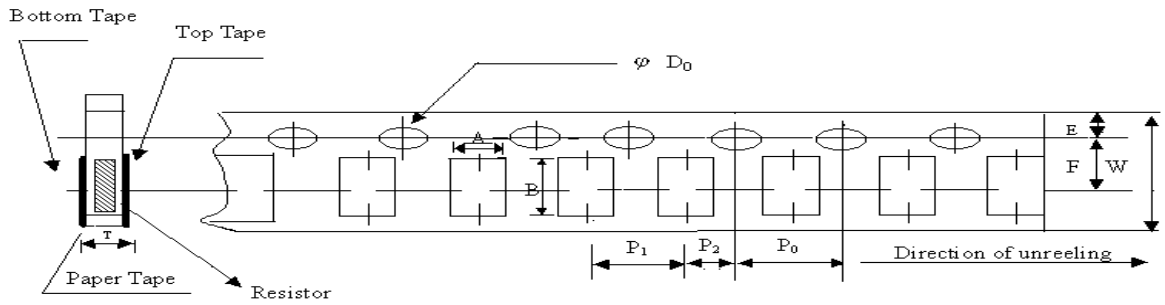 Bottom Tape
Top Tape
φ D₀
A
E
B
F W
T
P₁ P₂ P₀
Direction of unreeling
Paper Tape
Resistor